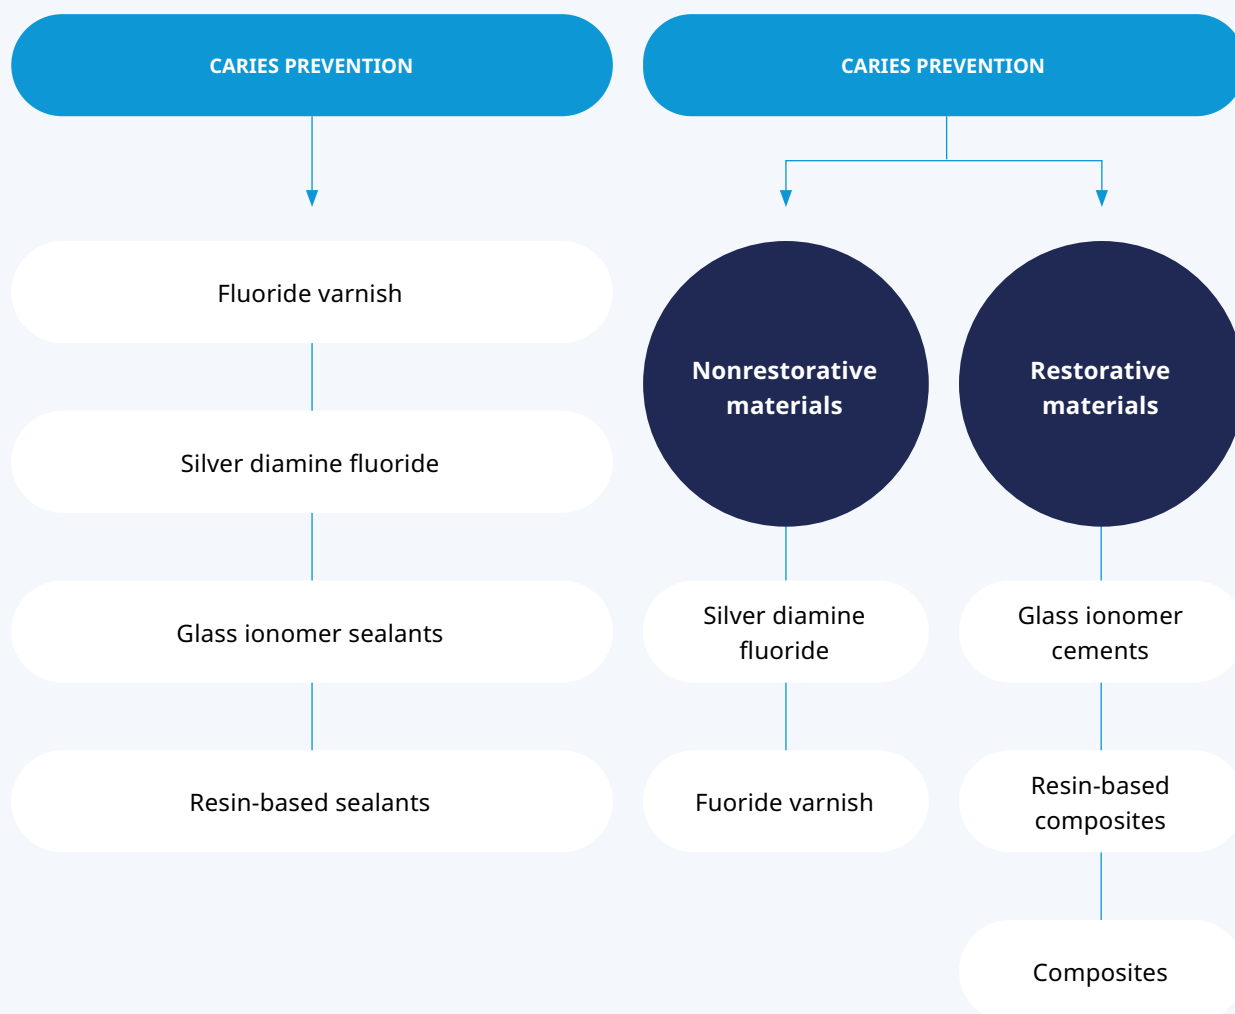 CARIES PREVENTION
Fluoride varnish
Silver diamine fluoride
Glass ionomer sealants
Resin-based sealants
CARIES PREVENTION
Nonrestorative
materials
Silver diamine
fluoride
Fuoride varnish
Restorative
materials
Glass ionomer
cements
Resin-based
composites
Composites